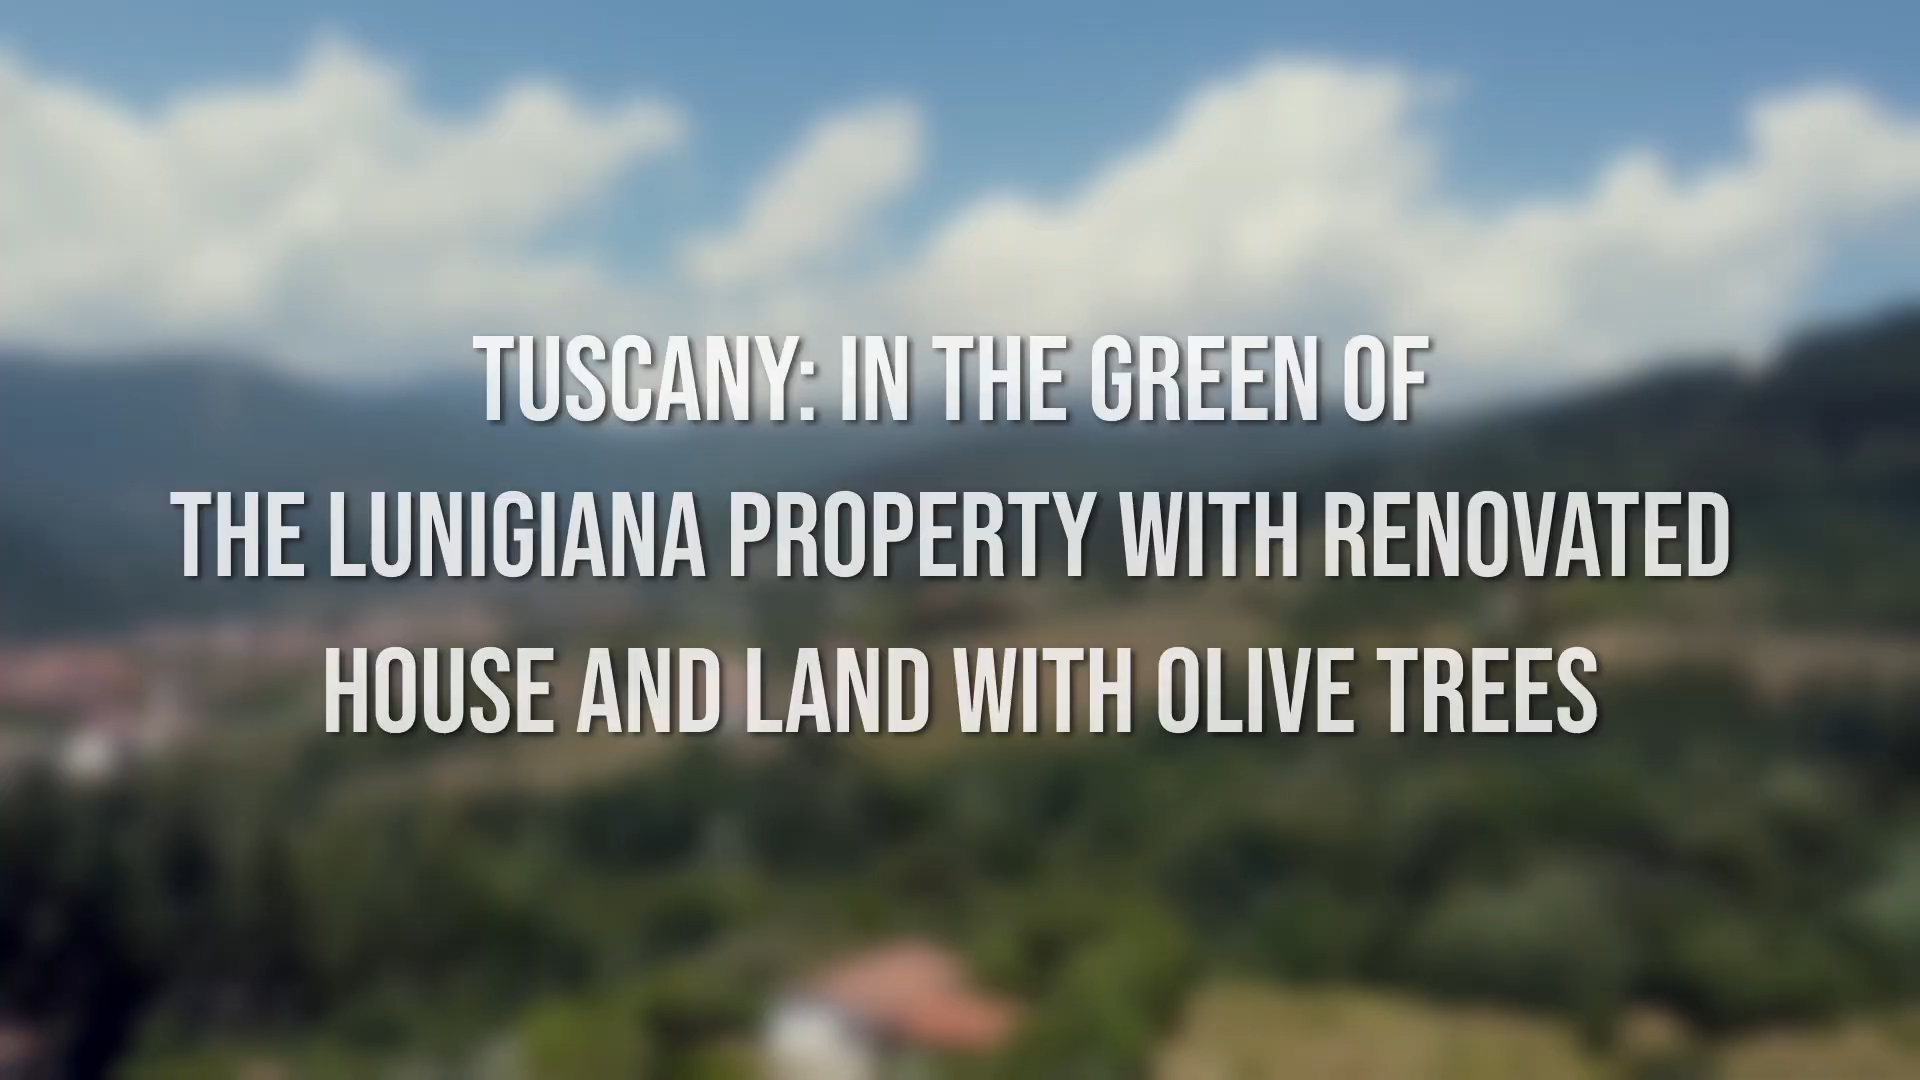 TUSCANY: IN THE GREEN OF
THE LUNIGIANA PROPERTY WITH RENOVATED
HOUSE AND LAND WITH OLIVE TREES